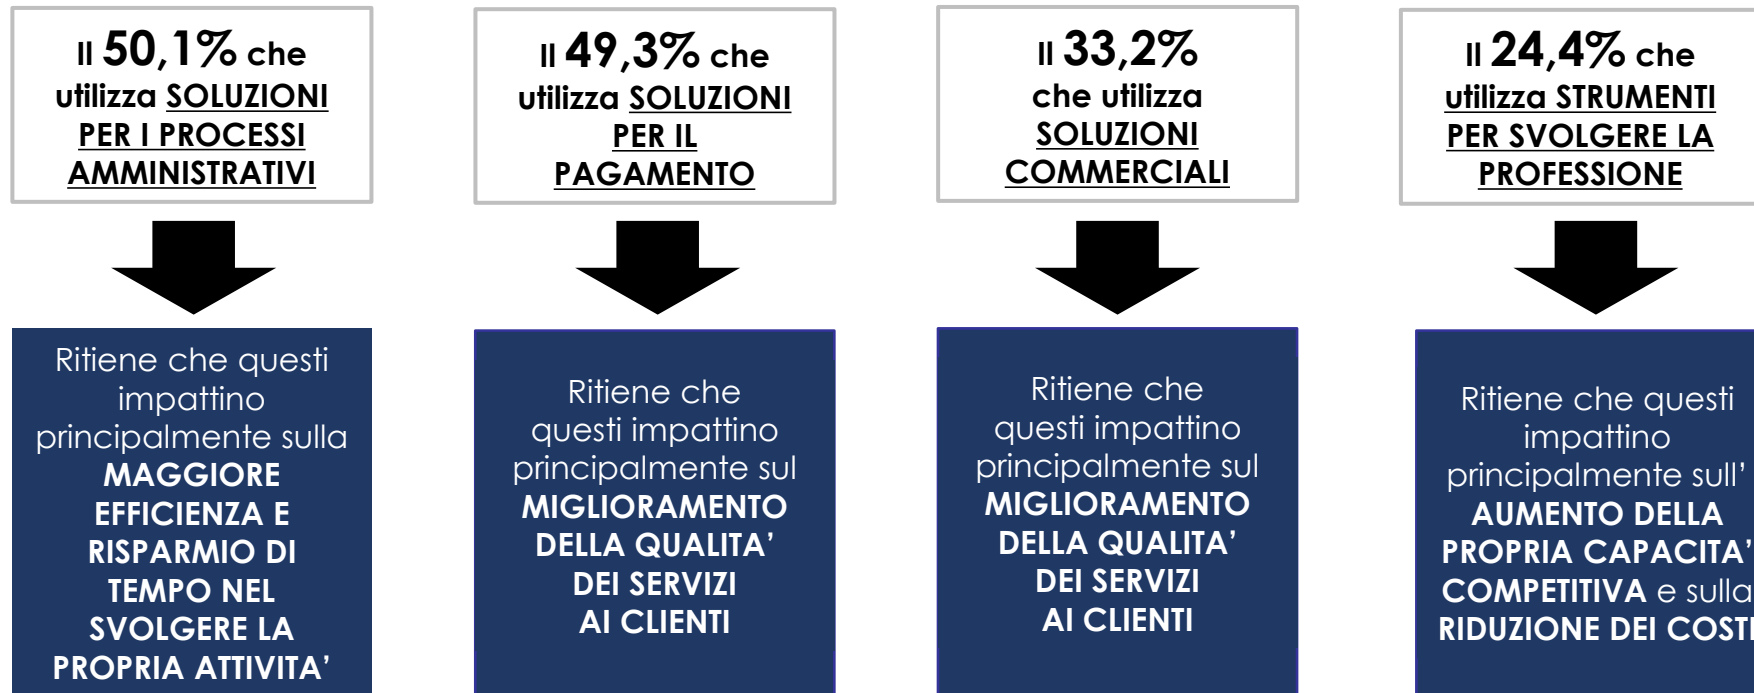 Il 50,1% che
utilizza SOLUZIONI
PER I PROCESSI
AMMINISTRATIVI
Ritiene che questi
impattino
principalmente sulla
MAGGIORE
EFFICIENZA E
RISPARMIO DI
TEMPO NEL
SVOLGERE LA
PROPRIA ATTIVITA’
Il 49,3% che
utilizza SOLUZIONI
PER IL
PAGAMENTO
Ritiene che
questi impattino
principalmente sul
MIGLIORAMENTO
DELLA QUALITA’
DEI SERVIZI
AI CLIENTI
Il 33,2%
che utilizza
SOLUZIONI
COMMERCIALI
Ritiene che
questi impattino
principalmente sul
MIGLIORAMENTO
DELLA QUALITA’
DEI SERVIZI
AI CLIENTI
Il 24,4% che
utilizza STRUMENTI
PER SVOLGERE LA
PROFESSIONE
Ritiene che questi
impattino
principalmente sull’
AUMENTO DELLA
PROPRIA CAPACITA’
COMPETITIVA e sulla
RIDUZIONE DEI COSTI